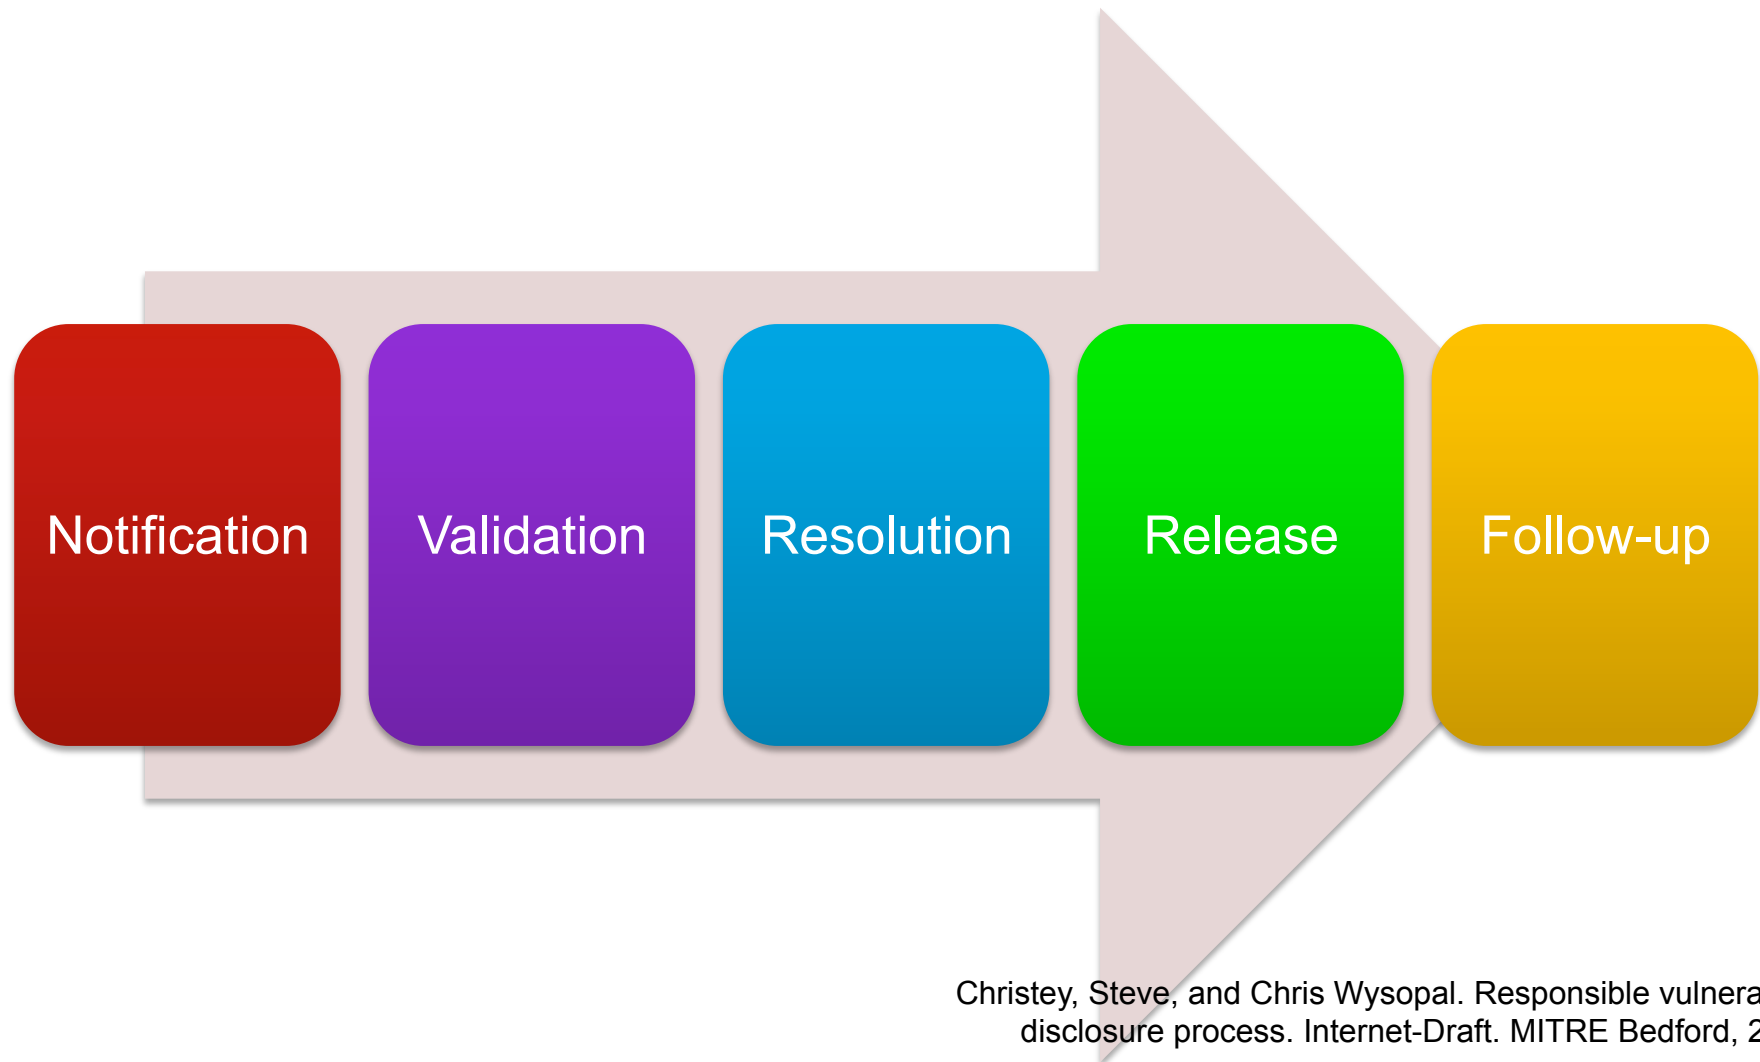 Notification
Validation
Resolution
Release
Follow-up
Christey, Steve, and Chris Wysopal. Responsible vulnera
disclosure process. Internet-Draft. MITRE Bedford, 2